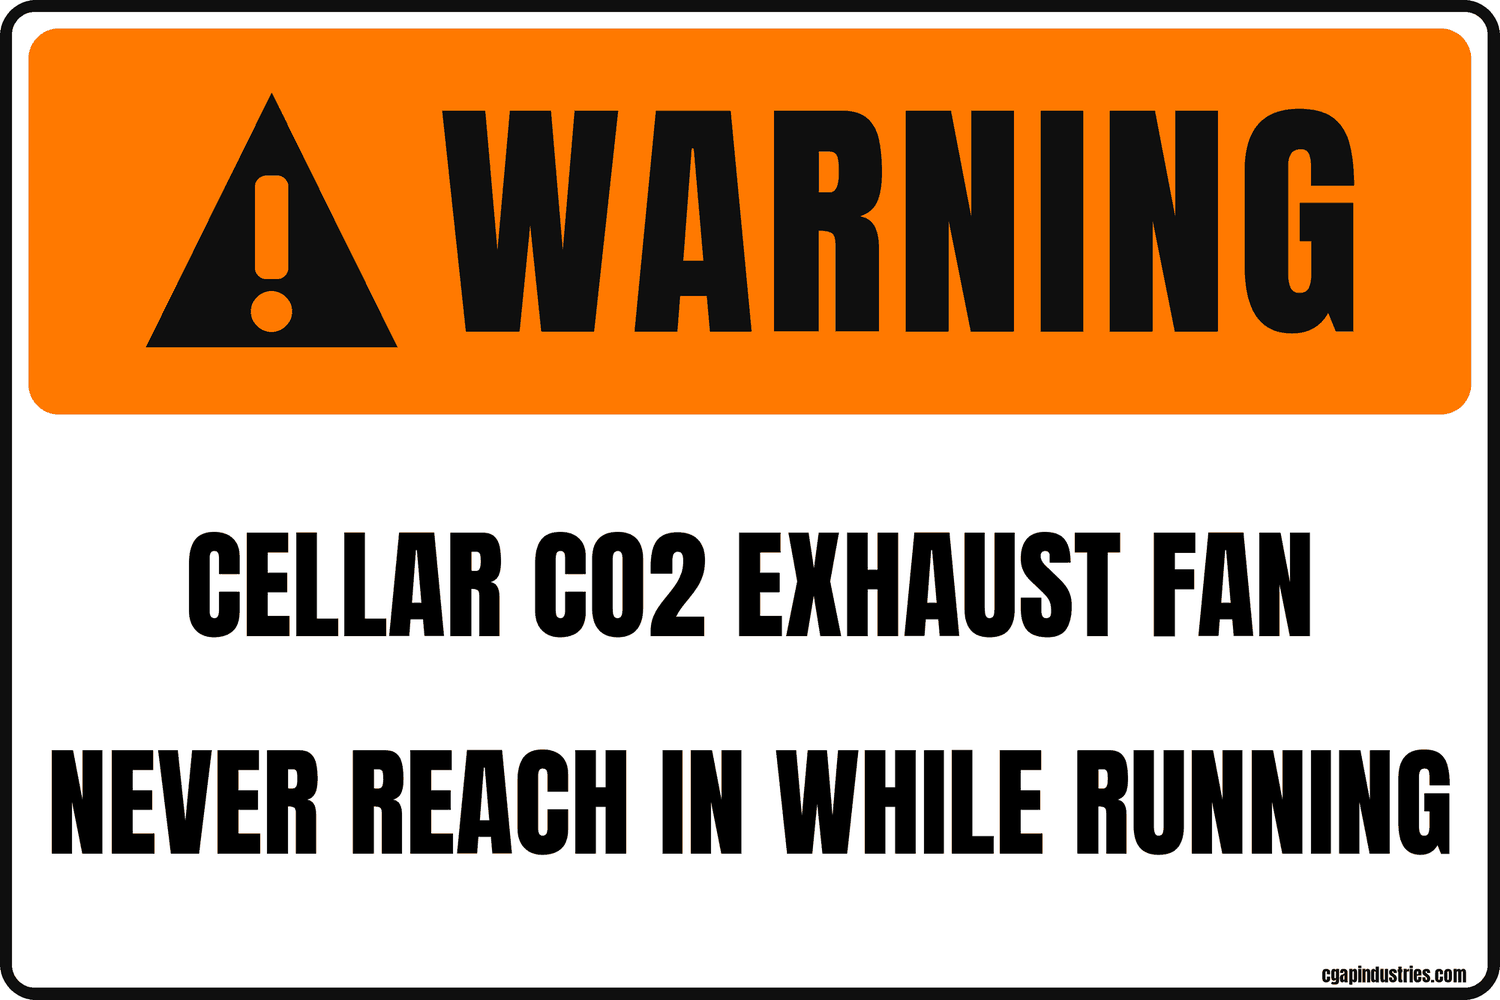 WARNING
CELLAR CO2 EXHAUST FAN
NEVER REACH IN WHILE RUNNING
cgapindustries.com